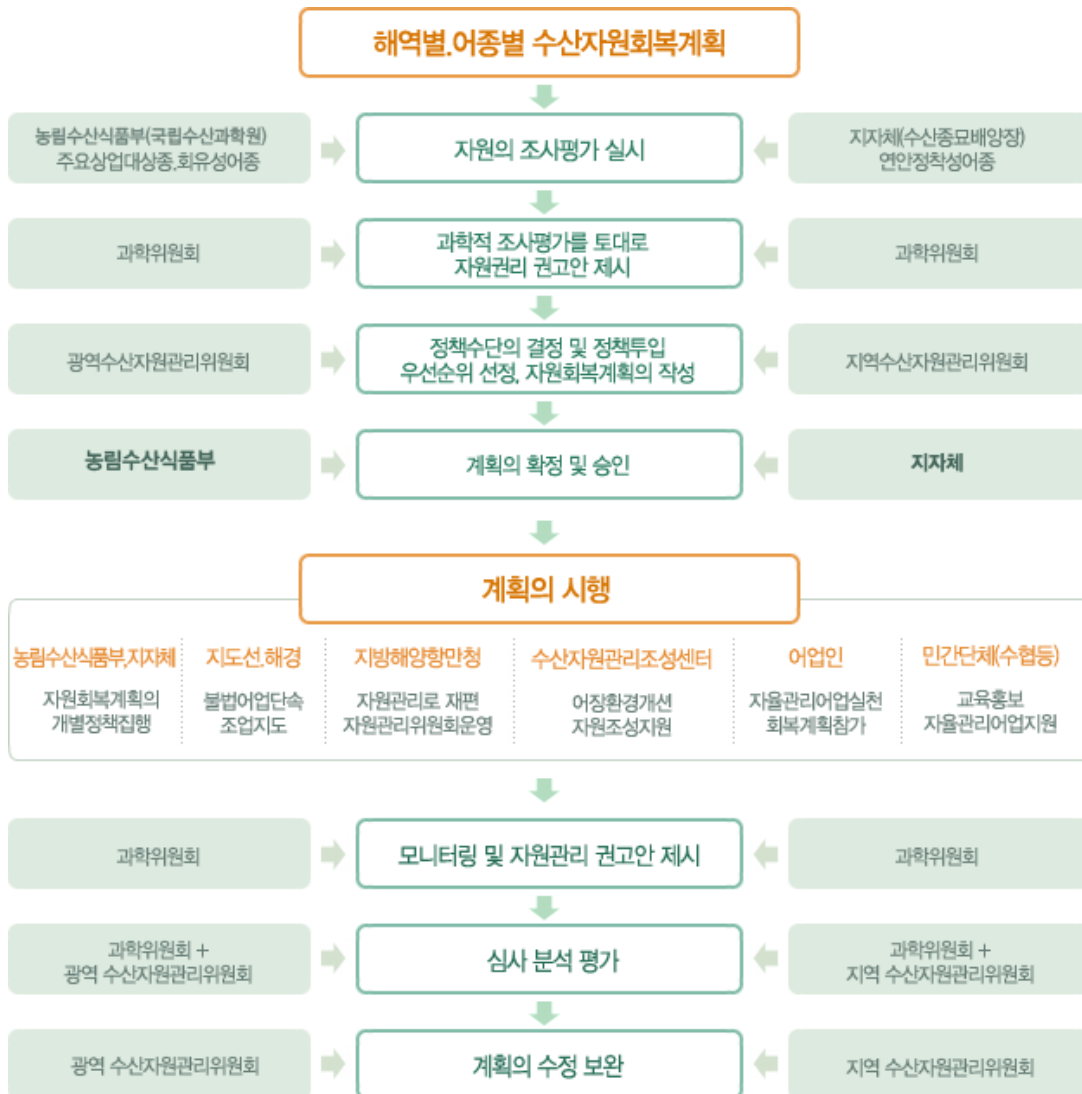 해역별.어종별 수산자원회복계획
농림수산식품부(국립수산과학원)
주요상업대상종.회유성어종
자원의 조사평가 실시
지자체(수산종묘배양장)
연안정착성어종
과학위원회
과학적 조사평가를 토대로
자원권리 권고안 제시
과학위원회
광역수산자원관리위원회
정책수단의 결정 및 정책투입
우선순위 선정, 자원회복계획의 작성
지역수산자원관리위원회
농림수산식품부
계획의 확정 및 승인
지자체
계획의 시행
농림수산식품부.지자체
자원회복계획의
개별정책집행
지도선.해경
불법어업단속
조업지도
지방해양항만청
자원관리로 재편
자원관리위원회운영
수산자원관리조성센터
어장환경개션
자원조성지원
어업인
자율관리어업실천
회복계획참가
민간단체(수협등)
교육홍보
자율관리어업지원
과학위원회
모니터링 및 자원관리 권고안 제시
과학위원회
과학위원회 +
광역 수산자원관리위원회
심사 분석 평가
과학위원회 +
지역 수산자원관리위원회
광역 수산자원관리위원회
계획의 수정 보완
지역 수산자원관리위원회